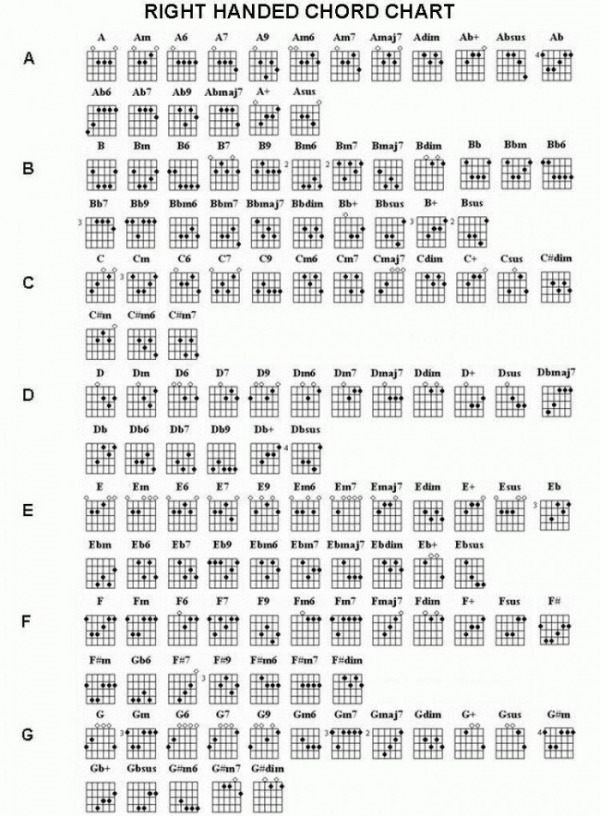 RIGHT HANDED CHORD CHART
A
A Am A6 A7 A9 Am6 Am7 Amaj7 Adim Ab+ Absus Ab
4
Ab6 Ab7 Ab9 Abmaj7 A+ Asus
B
B Bm B6 B7 B9 Bm6 Bm7 Bmaj7 Bdim Bb Bbm Bb6
2 2
Bb7 Bb9 Bbm6 Bbm7 Bbmaj7 Bbdim Bb+ Bbsus B+ Bsus
3 3 2
C
C Cm C6 C7 C9 Cm6 Cm7 Cmaj7 Cdim C+ Csus C#dim
3
C#m C#m6 C#m7
D
D Dm D6 D7 D9 Dm6 Dm7 Dmaj7 Ddim D+ Dsus Dbmaj7
Db Db6 Db7 Db9 Db+ Dbsus
4
E
E Em E6 E7 E9 Em6 Em7 Emaj7 Edim E+ Esus Eb
3
Ebm Eb6 Eb7 Eb9 Ebm6 Ebm7 Ebmaj7 Ebdim Eb+ Ebsus
F
F Fm F6 F7 F9 Fm6 Fm7 Fmaj7 Fdim F+ Fsus F#
F#m Gb6 F#7 F#9 F#m6 F#m7 F#dim
3
G
G Gm G6 G7 G9 Gm6 Gm7 Gmaj7 Gdim G+ Gsus G#m
3 3 2 4
Gb+ Gbsus G#m6 G#m7 G#dim